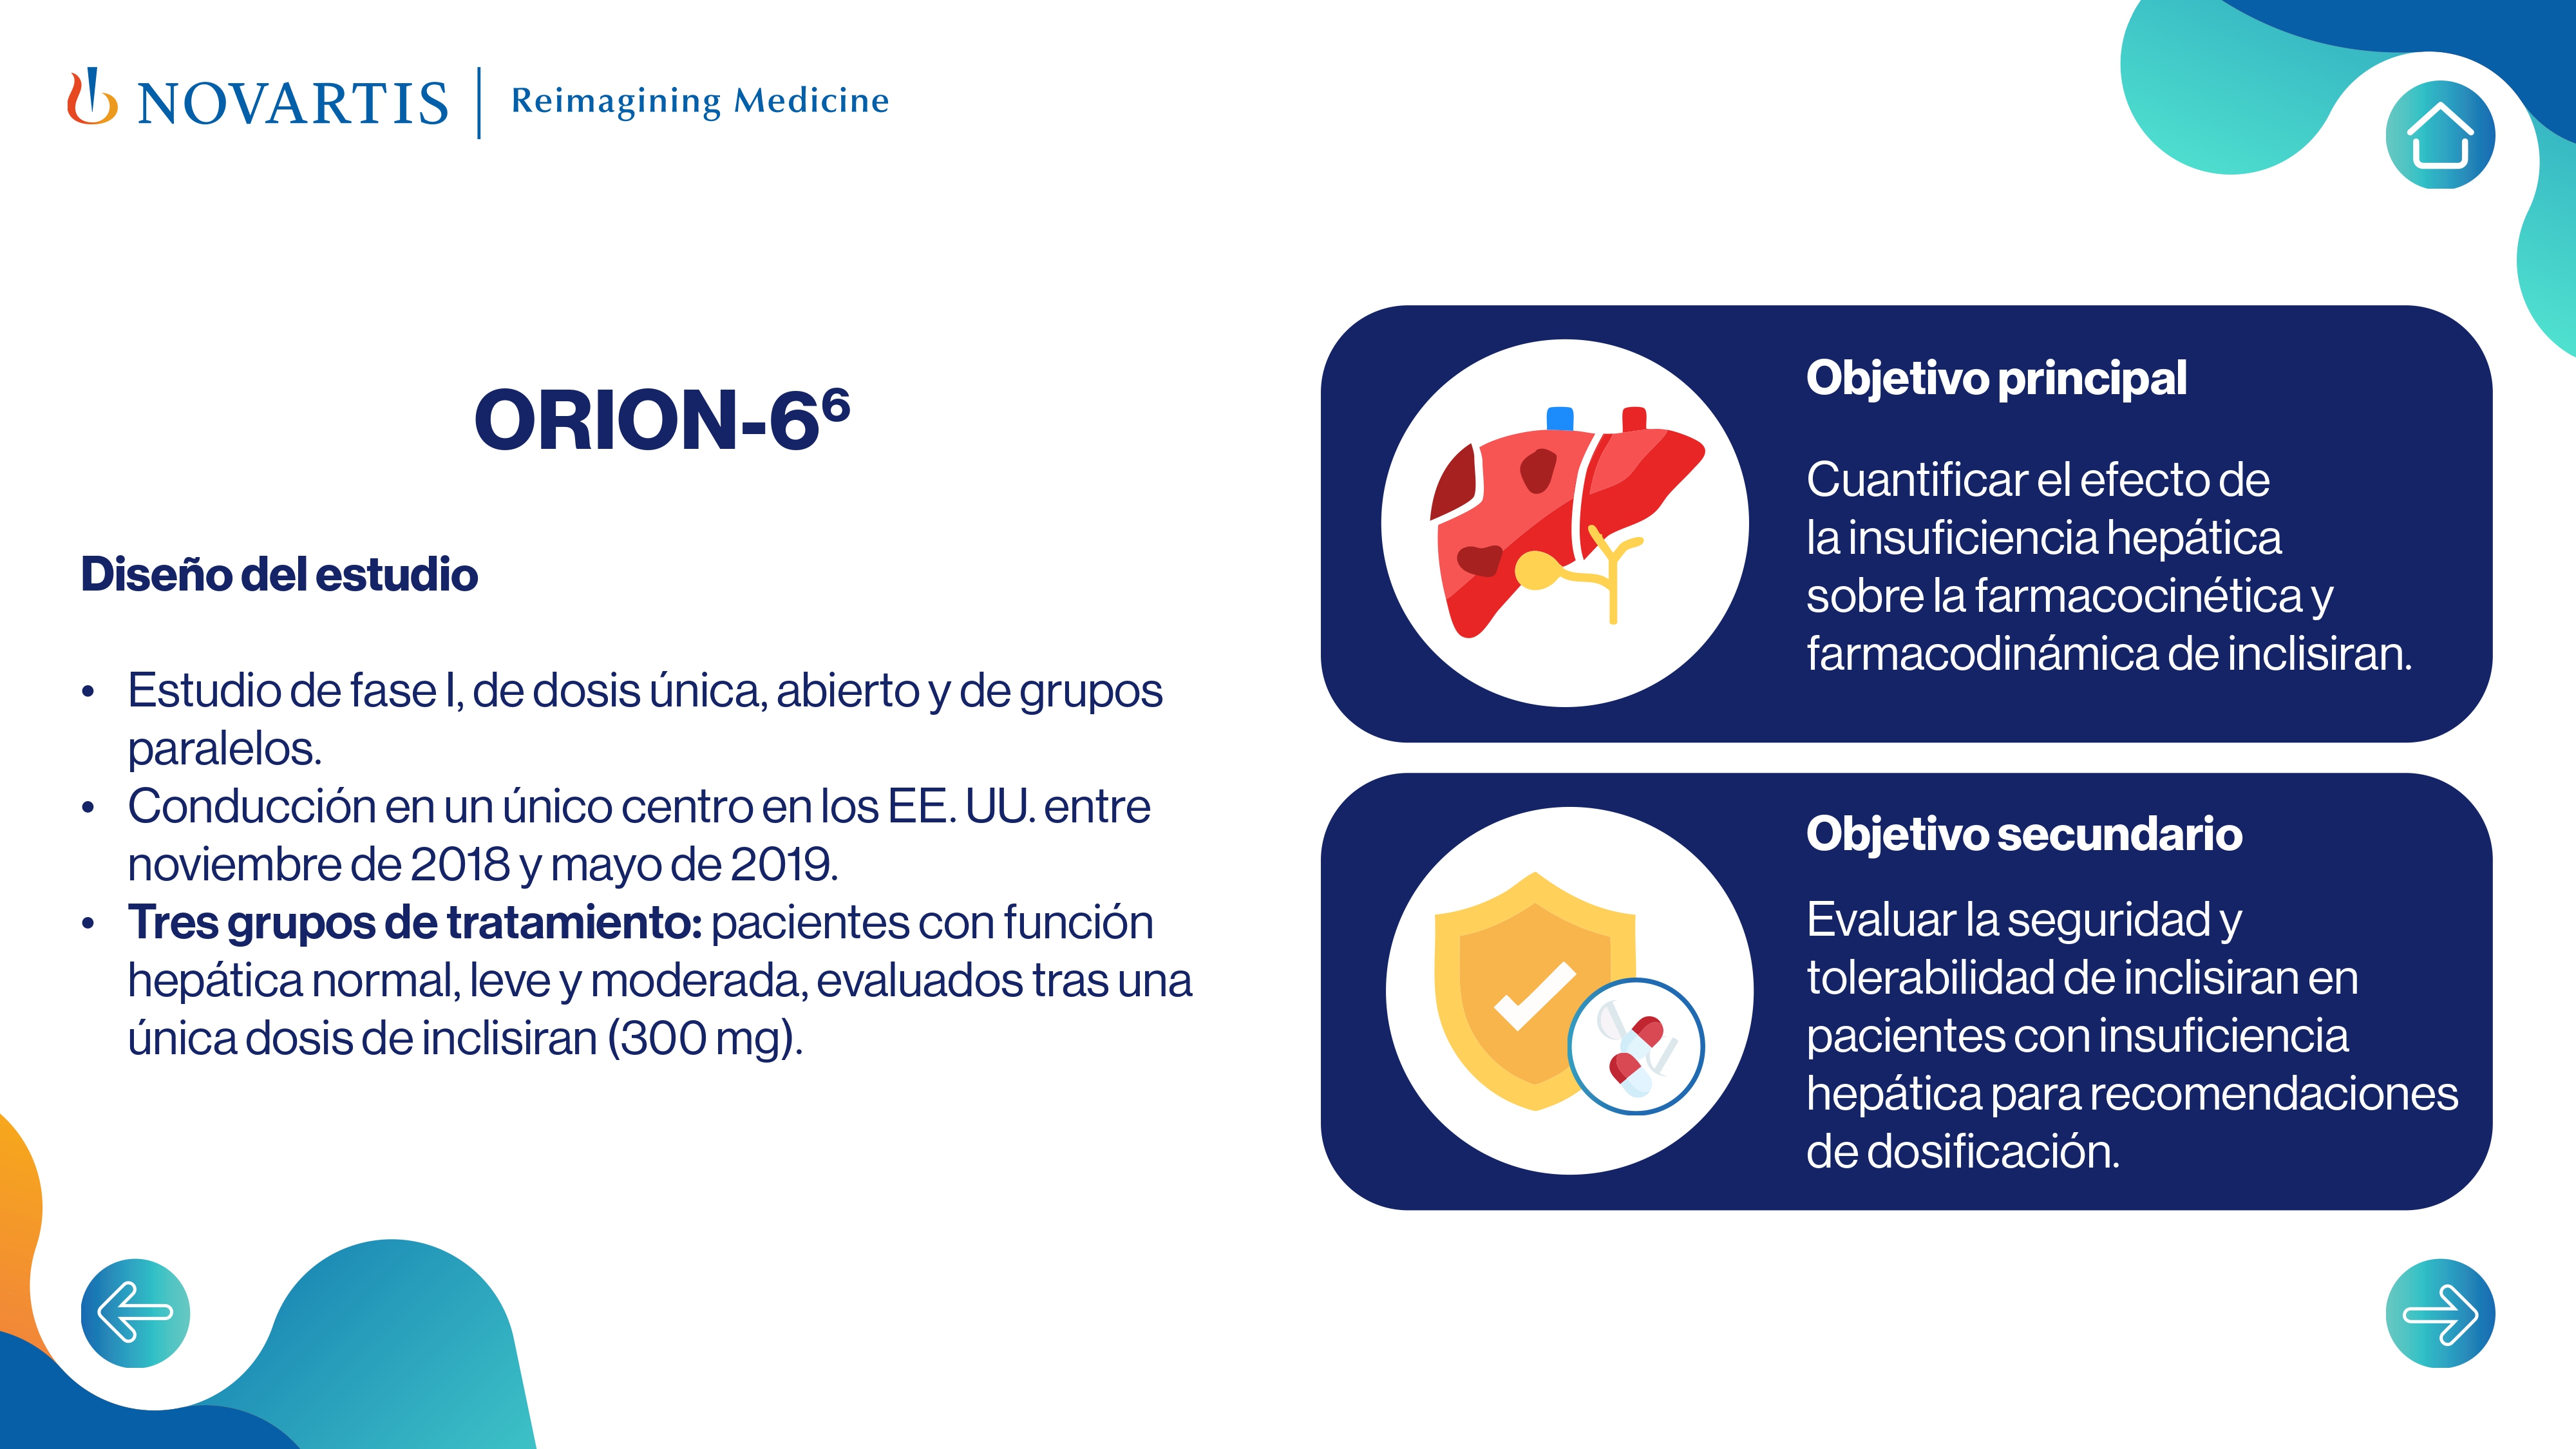 NOVARTIS | Reimagining Medicine
ORION-6⁶
Diseño del estudio
• Estudio de fase I, de dosis única, abierto y de grupos
paralelos.
• Conducción en un único centro en los EE. UU. entre
noviembre de 2018 y mayo de 2019.
• Tres grupos de tratamiento: pacientes con función
hepática normal, leve y moderada, evaluados tras una
única dosis de inclisiran (300 mg).
Objetivo principal
Cuantificar el efecto de
la insuficiencia hepática
sobre la farmacocinética y
farmacodinámica de inclisiran.
Objetivo secundario
Evaluar la seguridad y
tolerabilidad de inclisiran en
pacientes con insuficiencia
hepática para recomendaciones
de dosificación.